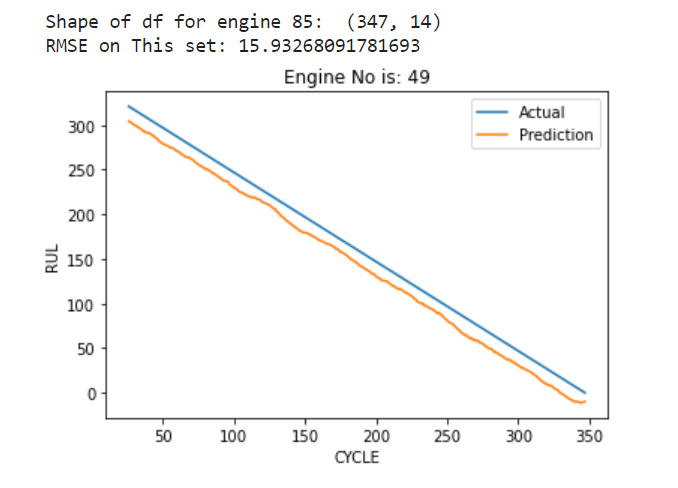 Shape of df for engine 85:  (347, 14)
RMSE on This set: 15.93268091781693
Engine No is: 49
Actual
Prediction
300
250
200
150
100
50
0
RUL
50 100 150 200 250 300 350
CYCLE